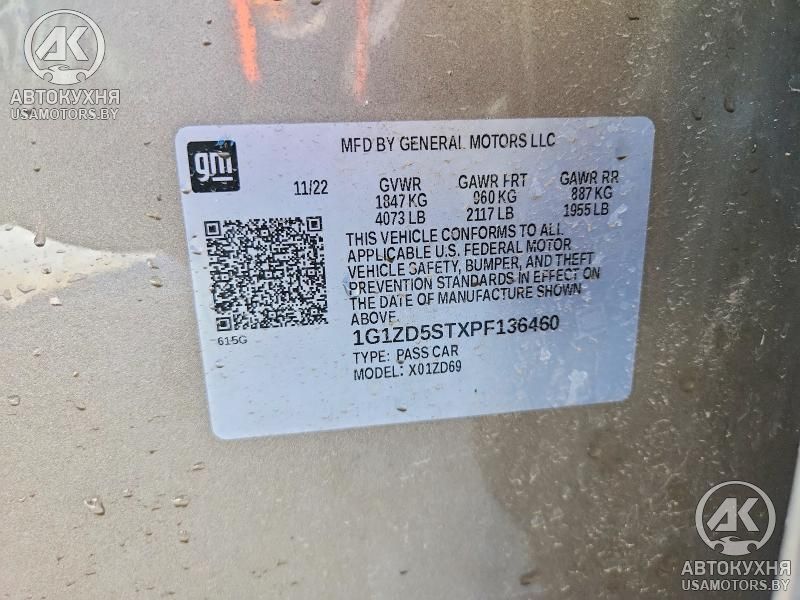 AK
АВТОКУХНЯ
USAMOTORS.BY
gm
MFD BY GENERAL MOTORS LLC
11/22
GVWR GAWR FRT GAWR RR
1847 KG 960 KG 887 KG
4073 LB 2117 LB 1955 LB
THIS VEHICLE CONFORMS TO ALL
APPLICABLE U.S. FEDERAL MOTOR
VEHICLE SAFETY, BUMPER, AND THEFT
PREVENTION STANDARDS IN EFFECT ON
THE DATE OF MANUFACTURE SHOWN
ABOVE.
615G
1G1ZD5STXPF136460
TYPE: PASS CAR
MODEL: X01ZD69
AK
АВТОКУХНЯ
USAMOTORS.BY